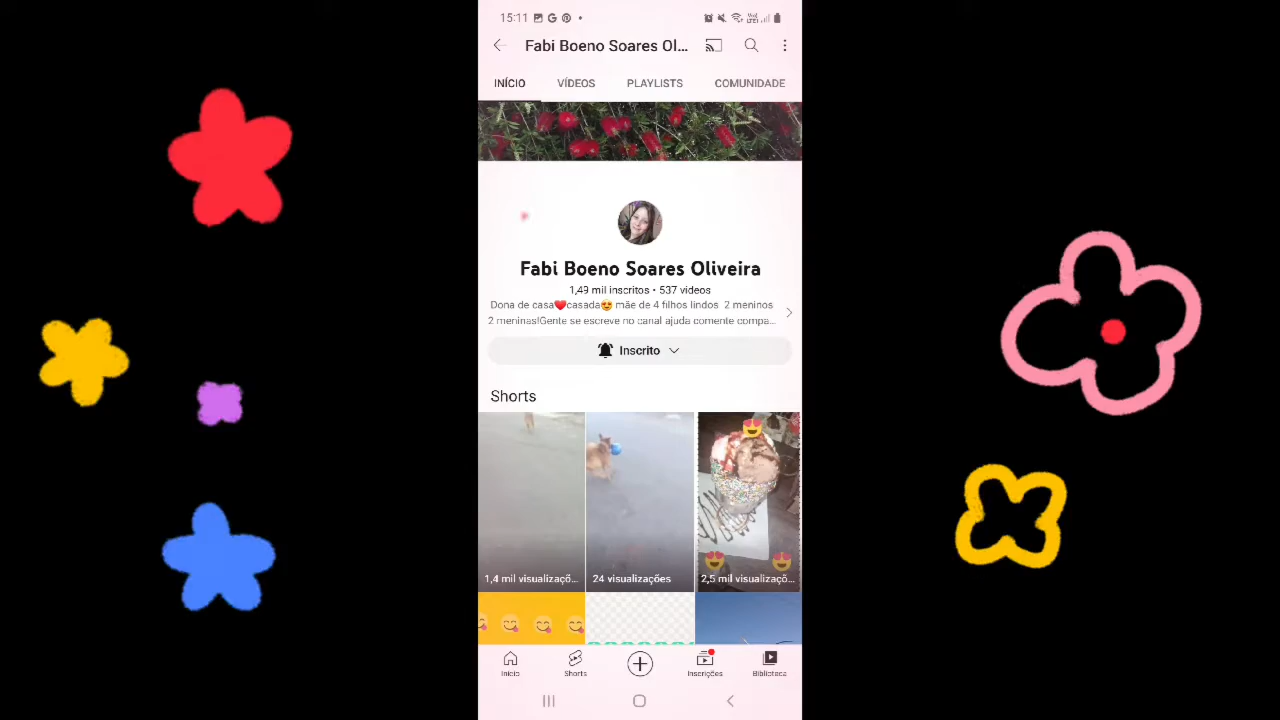 15:11
Fabi Boeno Soares Ol...
INÍCIO VÍDEOS PLAYLISTS COMUNIDADE
Fabi Boeno Soares Oliveira
1,49 mil inscritos • 537 vídeos
Dona de casa❤️casada😍 mãe de 4 filhos lindos 2 meninos
2 meninas!Gente se escreve no canal ajuda comente compa...
Inscrito
Shorts
1,4 mil visualizaçõ... 24 visualizações 2,5 mil visualizaçõ...
Início Shorts Inscrições Biblioteca